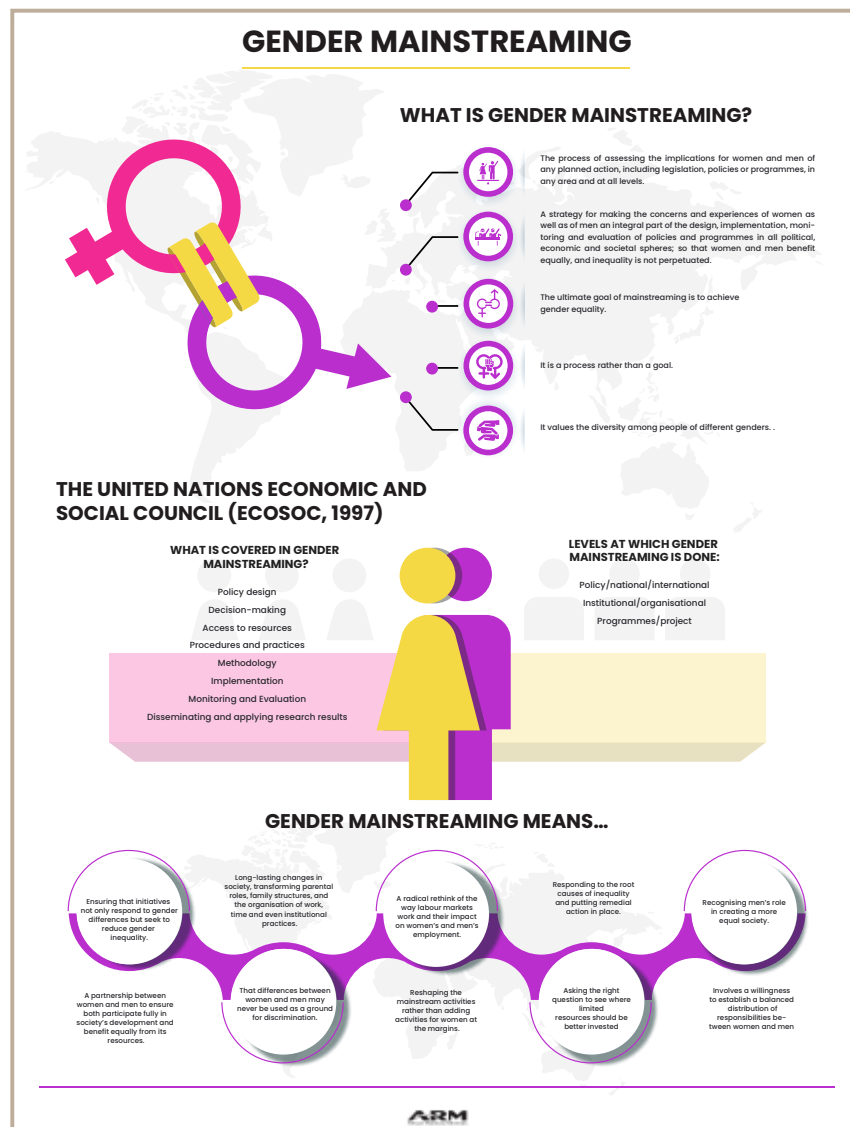 GENDER MAINSTREAMING
WHAT IS GENDER MAINSTREAMING?
The process of assessing the implications for women and men of
any planned action, including legislation, policies or programmes, in
any area and at all levels.
A strategy for making the concerns and experiences of women as
well as of men an integral part of the design, implementation, moni-
toring and evaluation of policies and programmes in all political,
economic and societal spheres; so that women and men benefit
equally, and inequality is not perpetuated.
The ultimate goal of mainstreaming is to achieve
gender equality.
It is a process rather than a goal.
It values the diversity among people of different genders. .
THE UNITED NATIONS ECONOMIC AND
SOCIAL COUNCIL (ECOSOC, 1997)
WHAT IS COVERED IN GENDER
MAINSTREAMING?
Policy design
Decision-making
Access to resources
Procedures and practices
Methodology
Implementation
Monitoring and Evaluation
Disseminating and applying research results
LEVELS AT WHICH GENDER
MAINSTREAMING IS DONE:
Policy/national/international
Institutional/organisational
Programmes/project
GENDER MAINSTREAMING MEANS...
Ensuring that initiatives
not only respond to gender
differences but seek to
reduce gender
inequality.
Long-lasting changes in
society, transforming parental
roles, family structures, and
the organisation of work,
time and even institutional
practices.
A radical rethink of the
way labour markets
work and their impact
on women's and men's
employment.
Responding to the root
causes of inequality
and putting remedial
action in place.
Recognising men's role
in creating a more
equal society.
A partnership between
women and men to ensure
both participate fully in
society's development and
benefit equally from its
resources.
That differences between
women and men may
never be used as a ground
for discrimination.
Reshaping the
mainstream activities
rather than adding
activities for women at
the margins.
Asking the right
question to see where
limited
resources should be
better invested
Involves a willingness
to establish a balanced
distribution of
responsibilities be-
tween women and men
ARM